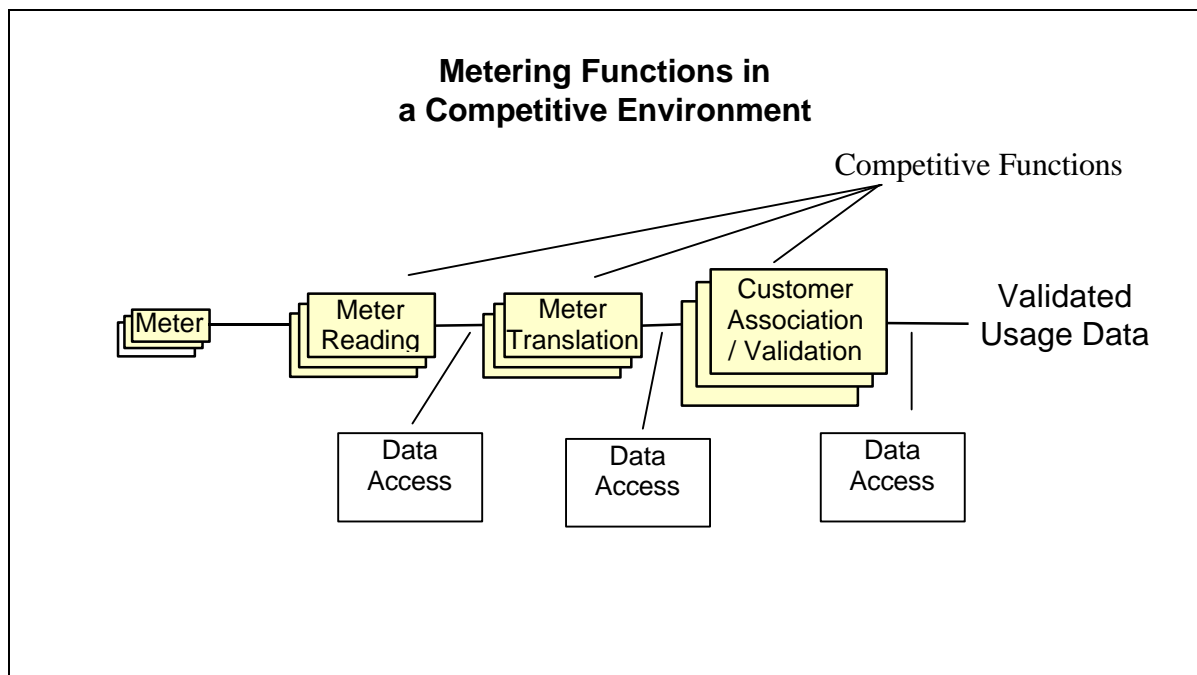 Metering Functions in
a Competitive Environment
Competitive Functions
Meter
Meter
Reading
Meter
Translation
Customer
Association
/ Validation
Validated
Usage Data
Data
Access
Data
Access
Data
Access